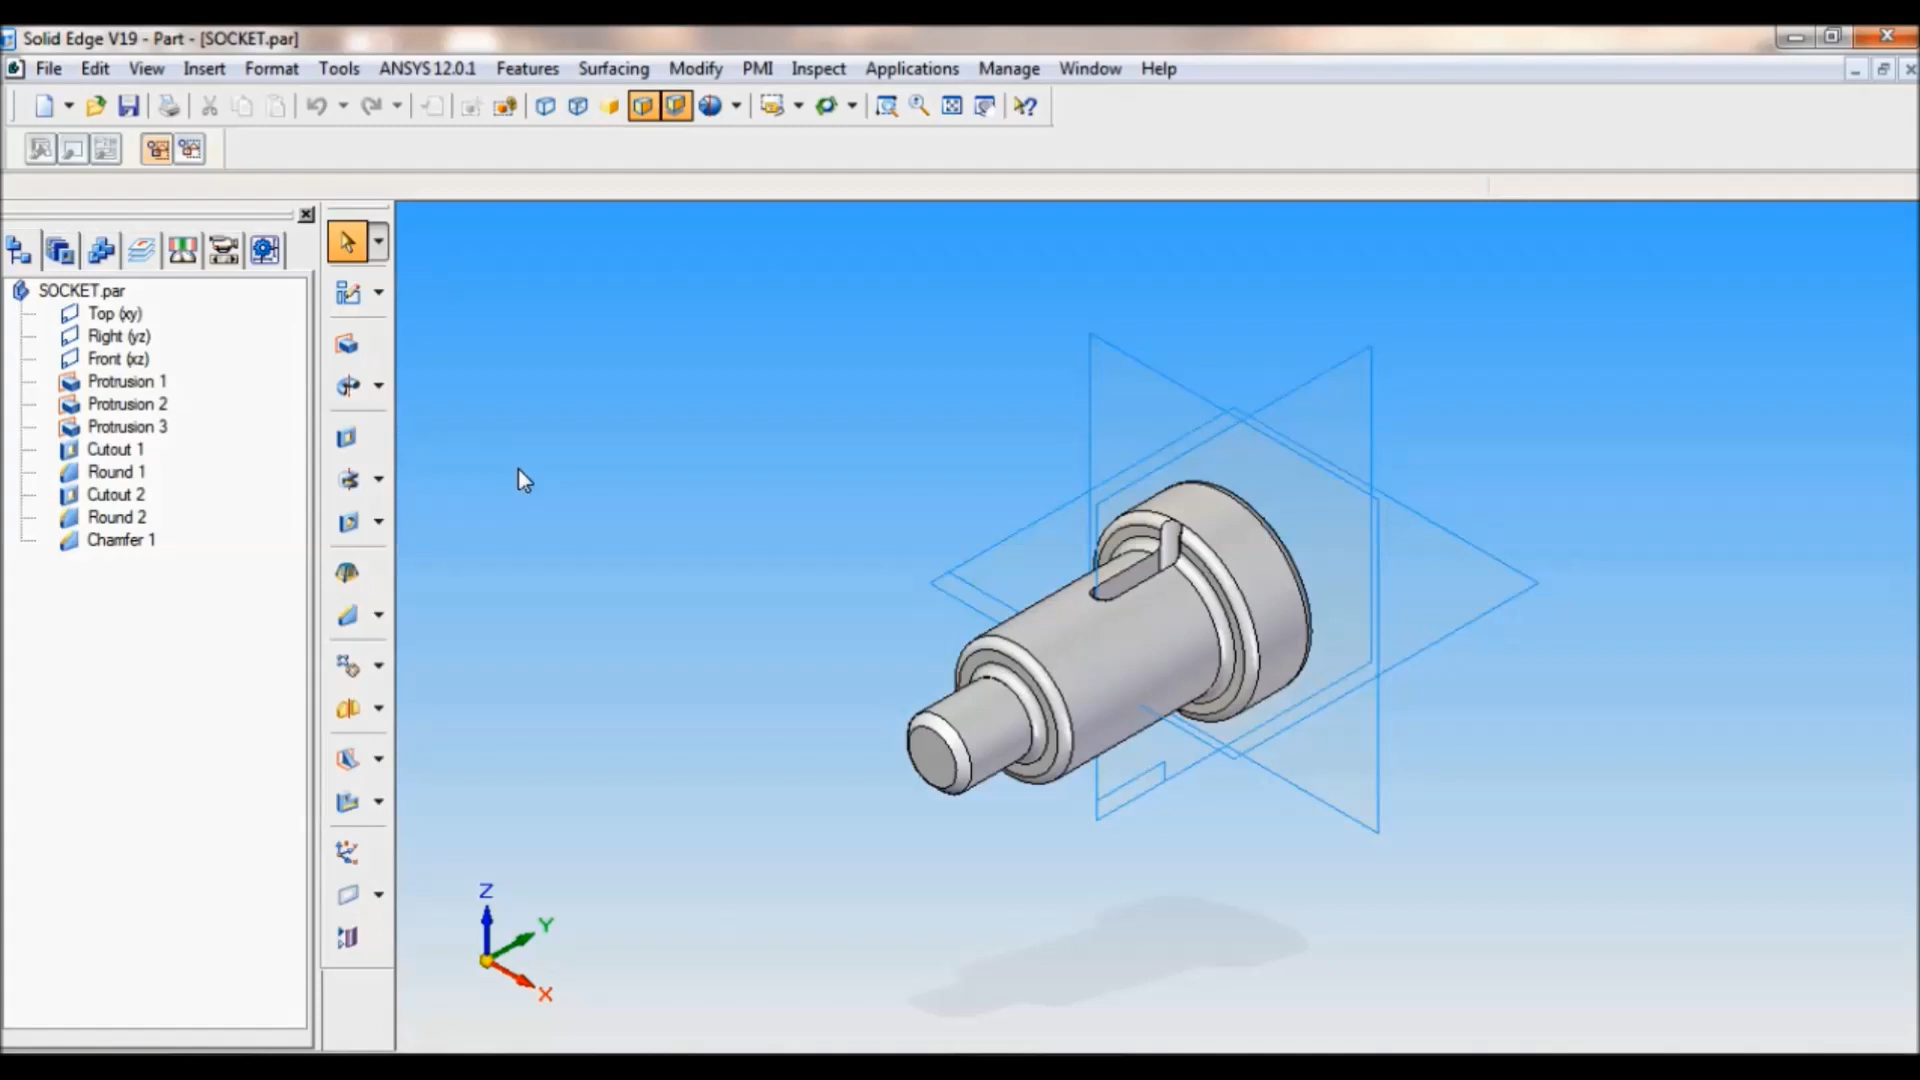 Solid Edge V19 - Part - [SOCKET.par]
File Edit View Insert Format Tools ANSYS 12.0.1 Features Surfacing Modify PMI Inspect Applications Manage Window Help
SOCKET.par
Top (xy)
Right (yz)
Front (xz)
Protrusion 1
Protrusion 2
Protrusion 3
Cutout 1
Round 1
Cutout 2
Round 2
Chamfer 1
Z
Y
X